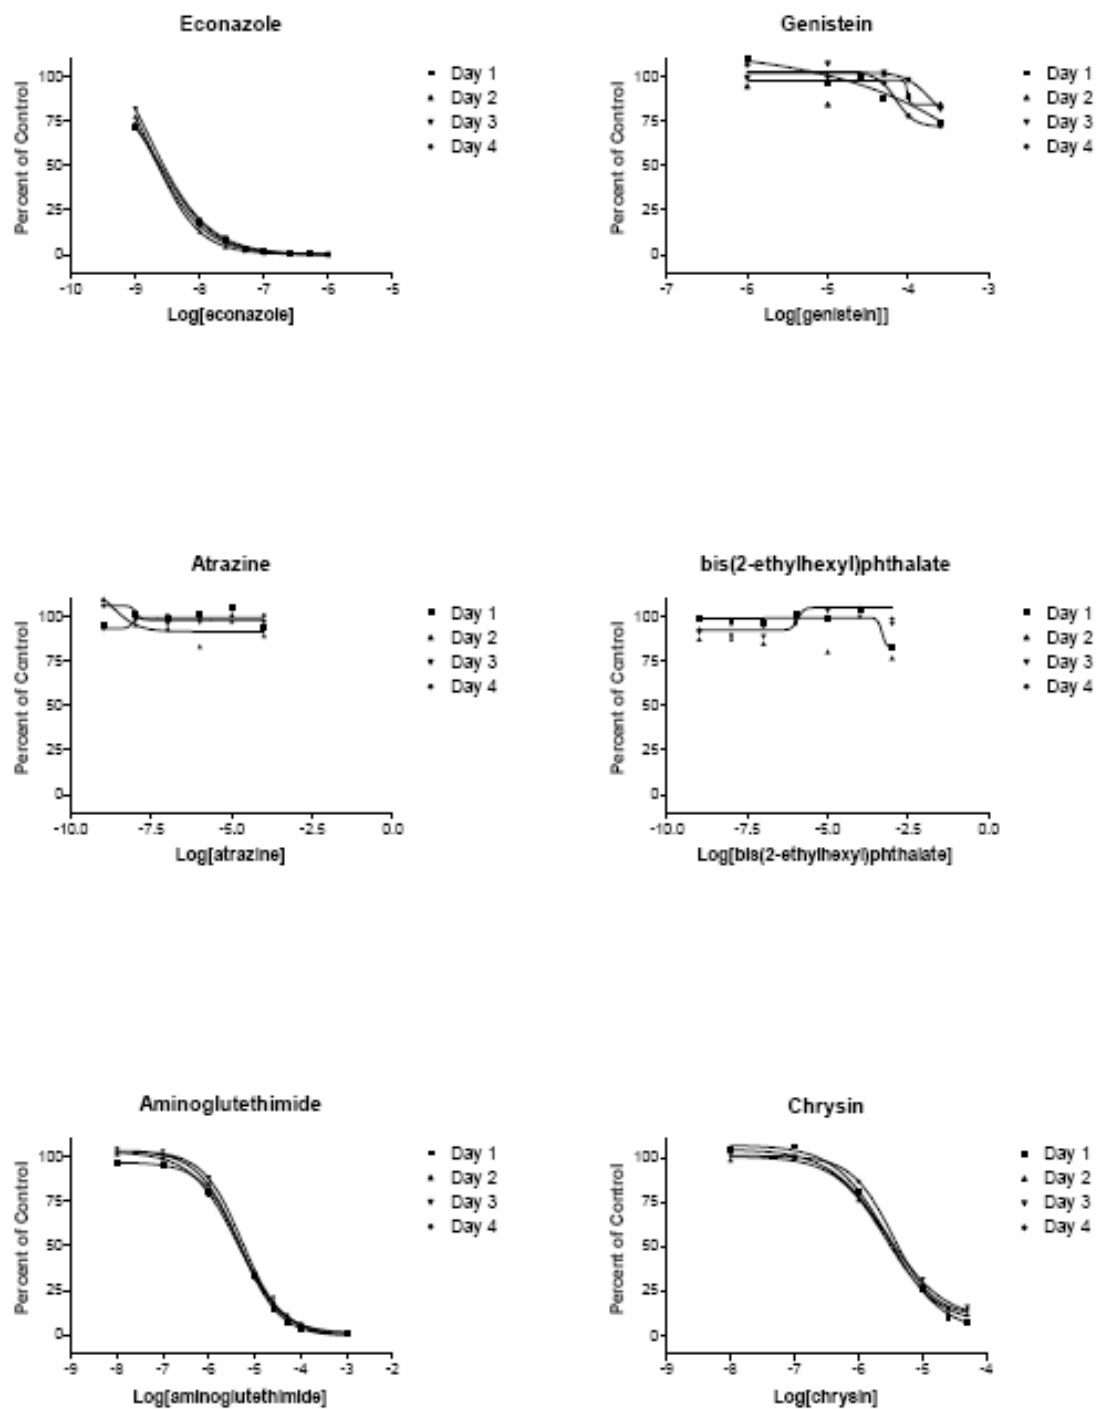 Econazole
Percent of Control
100
75
50
25
0
-10 -9 -8 -7 -6 -5
Log[econazole]
Day 1
Day 2
Day 3
Day 4
Genistein
Percent of Control
100
75
50
25
0
-7 -6 -5 -4 -3
Log[genistein]]
Day 1
Day 2
Day 3
Day 4
Atrazine
Percent of Control
100
75
50
25
0
-10.0 -7.5 -5.0 -2.5 0.0
Log[atrazine]
Day 1
Day 2
Day 3
Day 4
bis(2-ethylhexyl)phthalate
Percent of Control
100
75
50
25
0
-10.0 -7.5 -5.0 -2.5 0.0
Log[bis(2-ethylhexyl)phthalate]
Day 1
Day 2
Day 3
Day 4
Aminoglutethimide
Percent of Control
100
75
50
25
0
-9 -8 -7 -6 -5 -4 -3 -2
Log[aminoglutethimide]
Day 1
Day 2
Day 3
Day 4
Chrysin
Percent of Control
100
75
50
25
0
-9 -8 -7 -6 -5 -4
Log[chrysin]
Day 1
Day 2
Day 3
Day 4